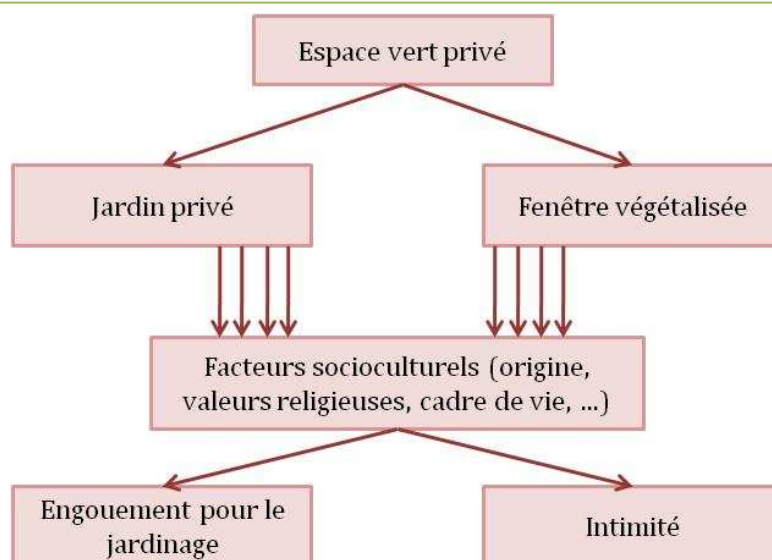 Espace vert privé
Jardin privé
Fenêtre végétalisée
Facteurs socioculturels (origine,
valeurs religieuses, cadre de vie, ...)
Engouement pour le
jardinage
Intimité